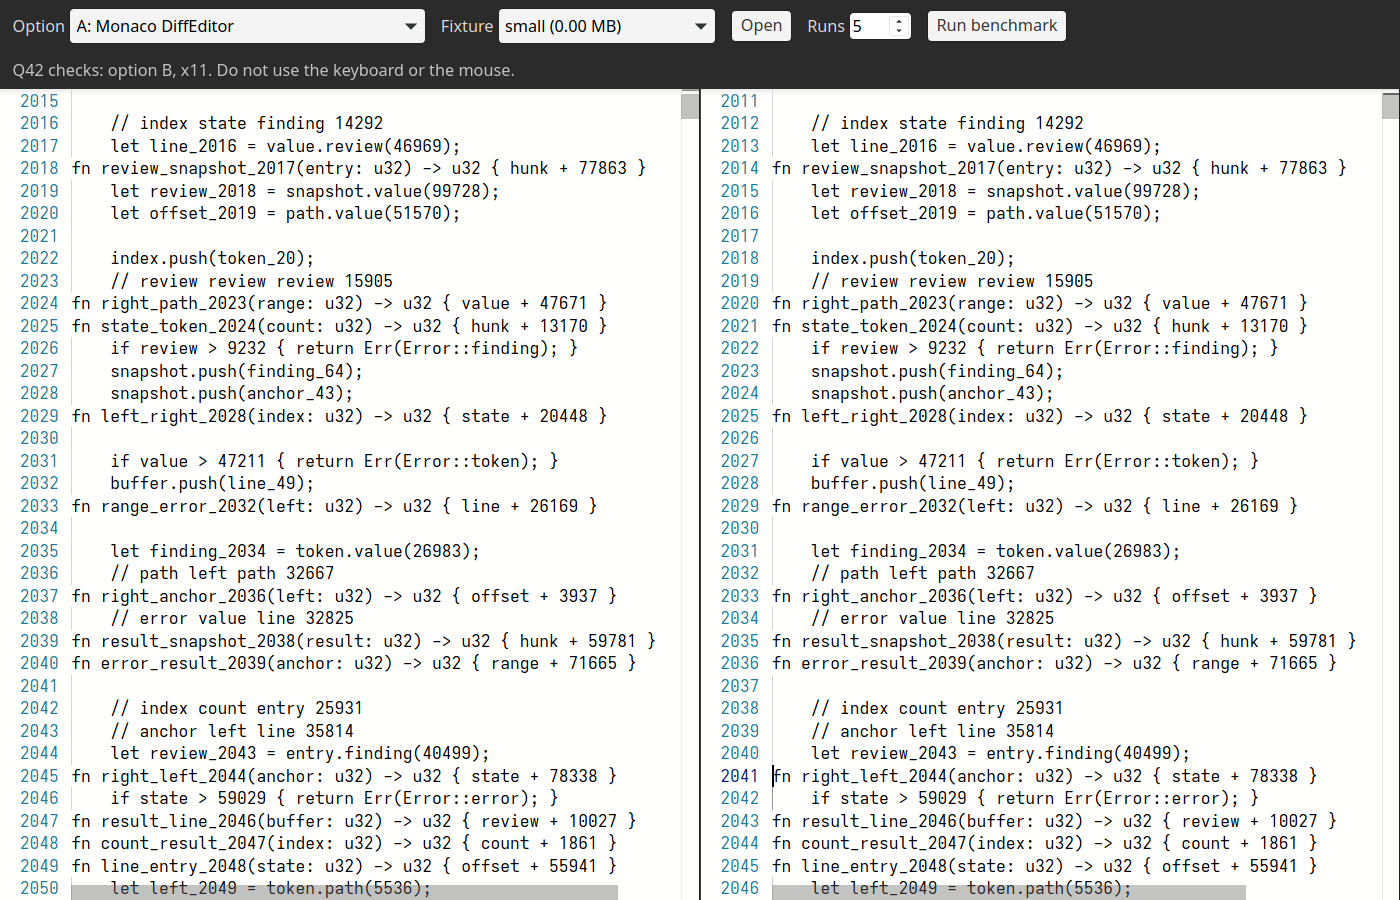 Option A: Monaco DiffEditor Fixture small (0.00 MB) Open Runs 5 Run benchmark
Q42 checks: option B, x11. Do not use the keyboard or the mouse.
2015
2016 // index state finding 14292
2017 let line_2016 = value.review(46969);
2018 fn review_snapshot_2017(entry: u32) -> u32 { hunk + 77863 }
2019 let review_2018 = snapshot.value(99728);
2020 let offset_2019 = path.value(51570);
2021
2022 index.push(token_20);
2023 // review review review 15905
2024 fn right_path_2023(range: u32) -> u32 { value + 47671 }
2025 fn state_token_2024(count: u32) -> u32 { hunk + 13170 }
2026 if review > 9232 { return Err(Error::finding); }
2027 snapshot.push(finding_64);
2028 snapshot.push(anchor_43);
2029 fn left_right_2028(index: u32) -> u32 { state + 20448 }
2030
2031 if value > 47211 { return Err(Error::token); }
2032 buffer.push(line_49);
2033 fn range_error_2032(left: u32) -> u32 { line + 26169 }
2034
2035 let finding_2034 = token.value(26983);
2036 // path left path 32667
2037 fn right_anchor_2036(left: u32) -> u32 { offset + 3937 }
2038 // error value line 32825
2039 fn result_snapshot_2038(result: u32) -> u32 { hunk + 59781 }
2040 fn error_result_2039(anchor: u32) -> u32 { range + 71665 }
2041
2042 // index count entry 25931
2043 // anchor left line 35814
2044 let review_2043 = entry.finding(40499);
2045 fn right_left_2044(anchor: u32) -> u32 { state + 78338 }
2046 if state > 59029 { return Err(Error::error); }
2047 fn result_line_2046(buffer: u32) -> u32 { review + 10027 }
2048 fn count_result_2047(index: u32) -> u32 { count + 1861 }
2049 fn line_entry_2048(state: u32) -> u32 { offset + 55941 }
2050 let left_2049 = token.path(5536);
2011
2012 // index state finding 14292
2013 let line_2016 = value.review(46969);
2014 fn review_snapshot_2017(entry: u32) -> u32 { hunk + 77863 }
2015 let review_2018 = snapshot.value(99728);
2016 let offset_2019 = path.value(51570);
2017
2018 index.push(token_20);
2019 // review review review 15905
2020 fn right_path_2023(range: u32) -> u32 { value + 47671 }
2021 fn state_token_2024(count: u32) -> u32 { hunk + 13170 }
2022 if review > 9232 { return Err(Error::finding); }
2023 snapshot.push(finding_64);
2024 snapshot.push(anchor_43);
2025 fn left_right_2028(index: u32) -> u32 { state + 20448 }
2026
2027 if value > 47211 { return Err(Error::token); }
2028 buffer.push(line_49);
2029 fn range_error_2032(left: u32) -> u32 { line + 26169 }
2030
2031 let finding_2034 = token.value(26983);
2032 // path left path 32667
2033 fn right_anchor_2036(left: u32) -> u32 { offset + 3937 }
2034 // error value line 32825
2035 fn result_snapshot_2038(result: u32) -> u32 { hunk + 59781 }
2036 fn error_result_2039(anchor: u32) -> u32 { range + 71665 }
2037
2038 // index count entry 25931
2039 // anchor left line 35814
2040 let review_2043 = entry.finding(40499);
2041 fn right_left_2044(anchor: u32) -> u32 { state + 78338 }
2042 if state > 59029 { return Err(Error::error); }
2043 fn result_line_2046(buffer: u32) -> u32 { review + 10027 }
2044 fn count_result_2047(index: u32) -> u32 { count + 1861 }
2045 fn line_entry_2048(state: u32) -> u32 { offset + 55941 }
2046 let left_2049 = token.path(5536);